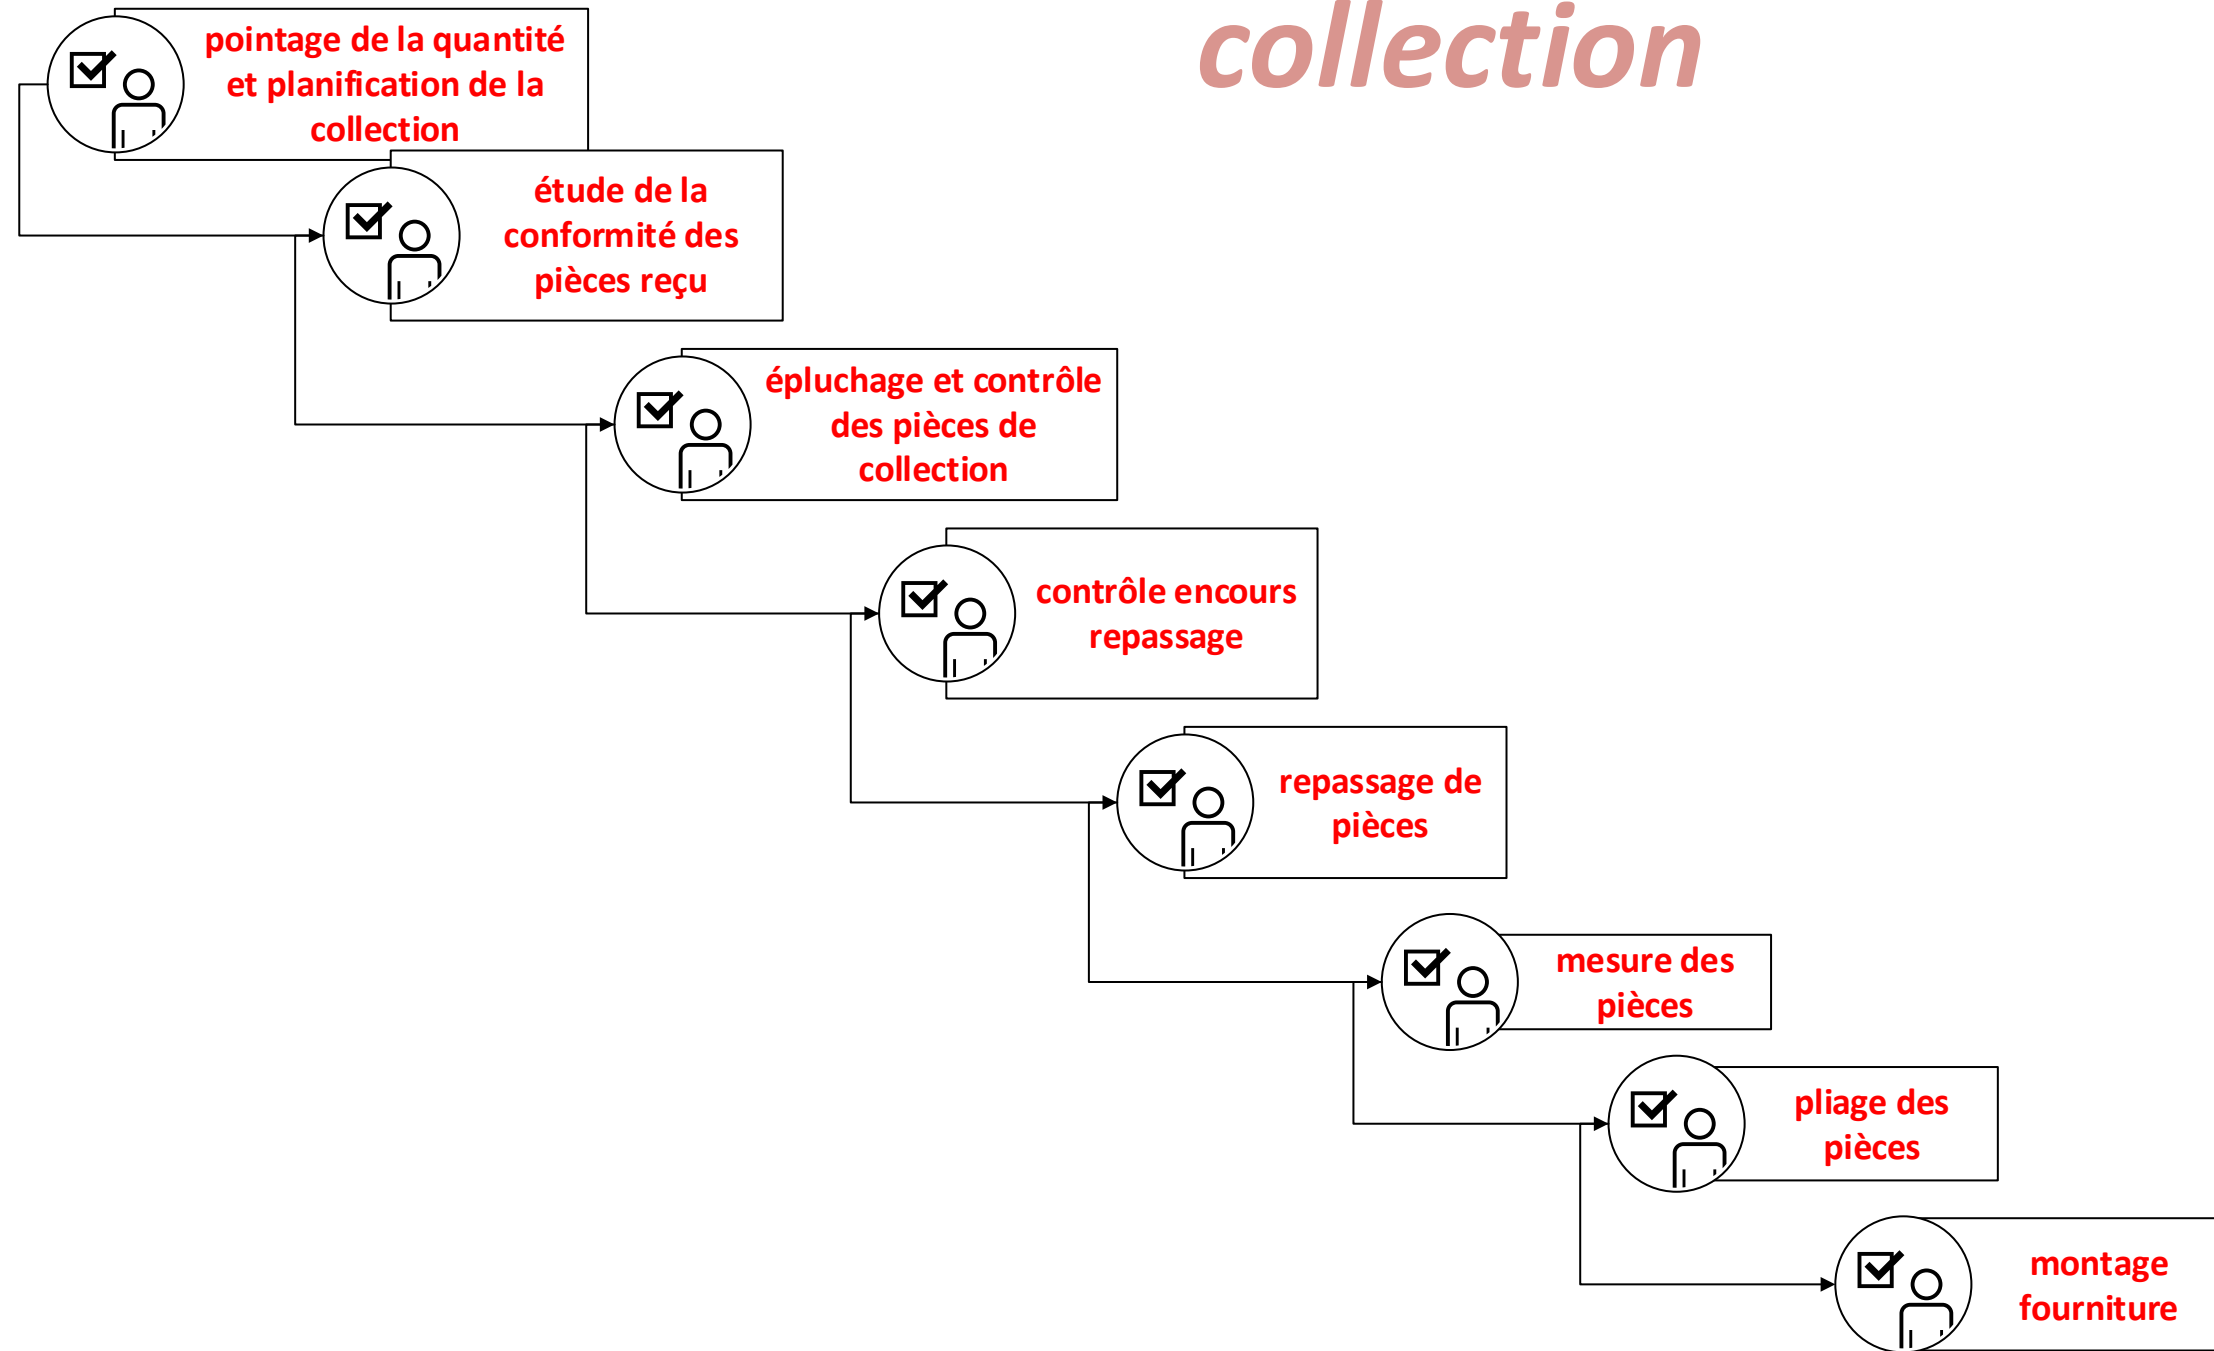 collection
pointage de la quantité
et planification de la
collection
étude de la
conformité des
pièces reçu
épluchage et contrôle
des pièces de
collection
contrôle encours
repassage
repassage de
pièces
mesure des
pièces
pliage des
pièces
montage
fourniture